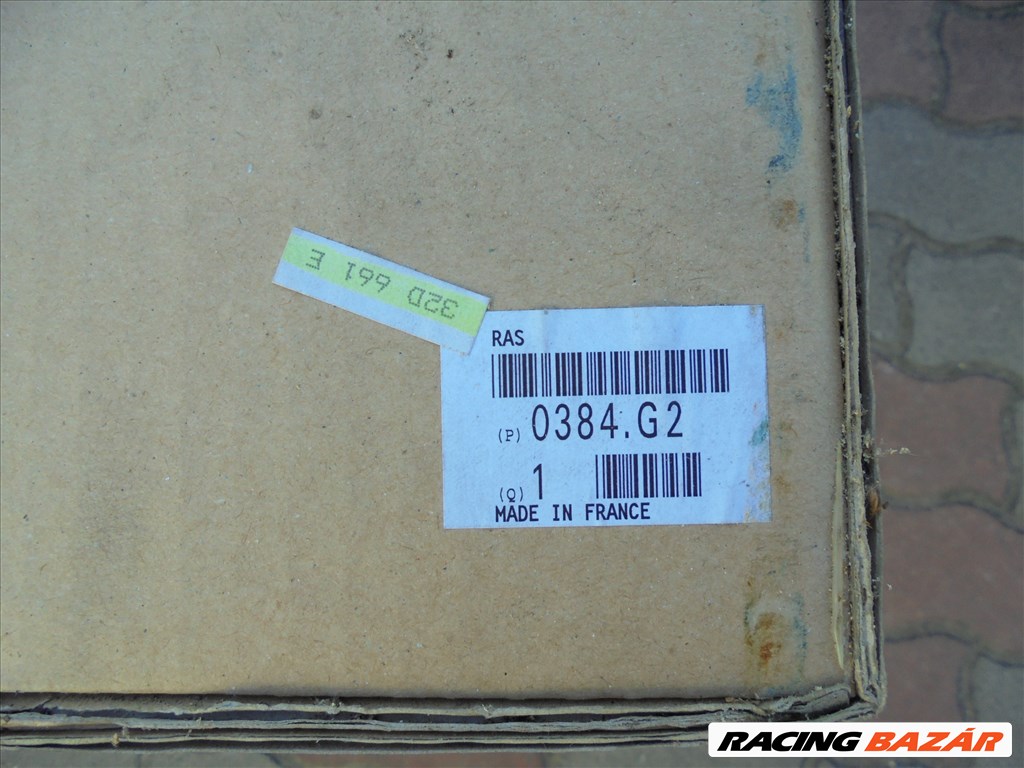 32D 661 E
RAS
(P) 0384.G2
(Q) 1
MADE IN FRANCE
RACING BAZÁR